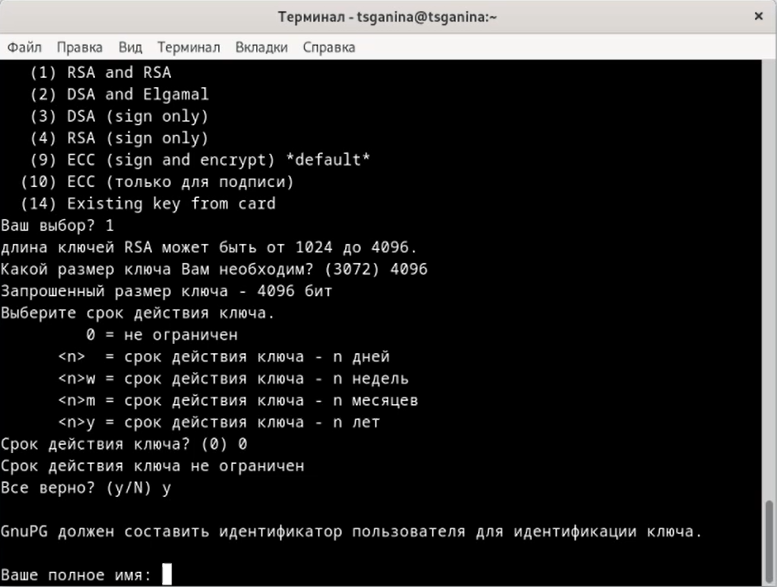 Терминал - tsganina@tsganina:~
Файл Правка Вид Терминал Вкладки Справка
(1) RSA and RSA
(2) DSA and Elgamal
(3) DSA (sign only)
(4) RSA (sign only)
(9) ECC (sign and encrypt) *default*
(10) ECC (только для подписи)
(14) Existing key from card
Ваш выбор? 1
длина ключей RSA может быть от 1024 до 4096.
Какой размер ключа Вам необходим? (3072) 4096
Запрошенный размер ключа - 4096 бит
Выберите срок действия ключа.
0 = не ограничен
<n>  = срок действия ключа - n дней
<n>w = срок действия ключа - n недель
<n>m = срок действия ключа - n месяцев
<n>y = срок действия ключа - n лет
Срок действия ключа? (0) 0
Срок действия ключа не ограничен
Все верно? (y/N) y
GnuPG должен составить идентификатор пользователя для идентификации ключа.
Ваше полное имя: